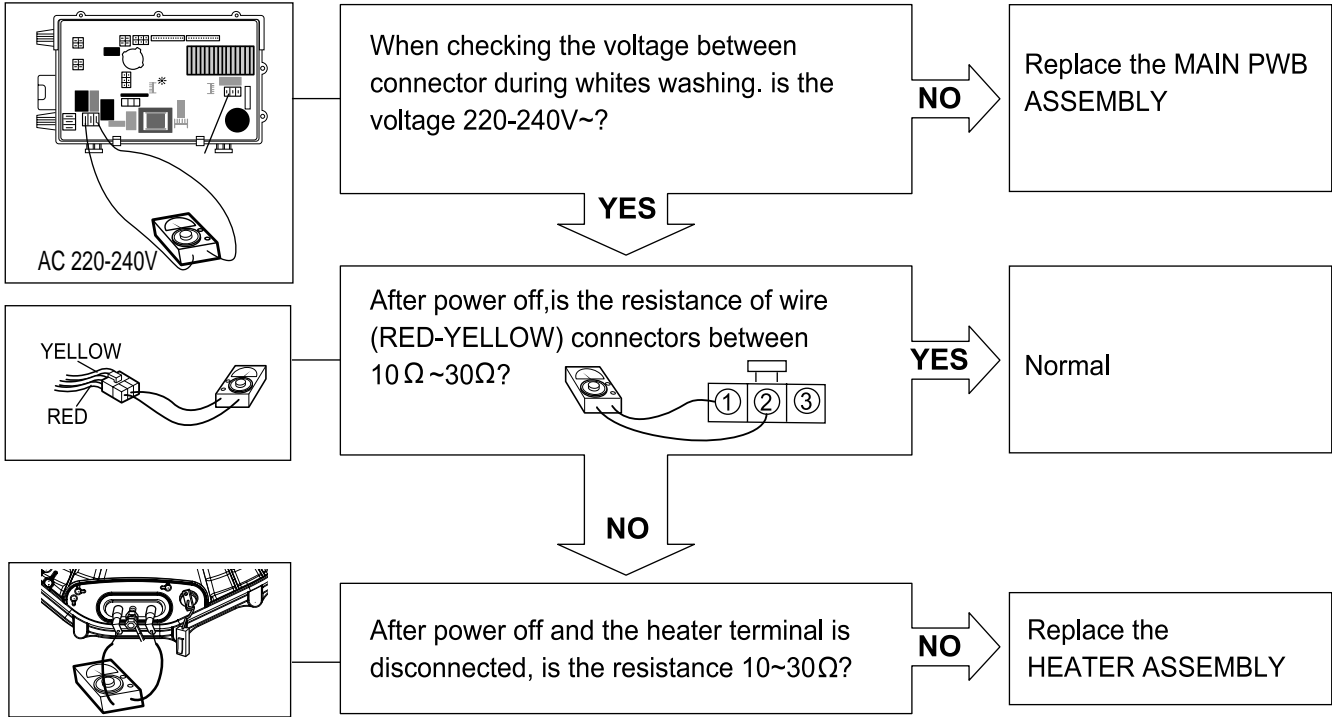 When checking the voltage between
connector during whites washing. is the
voltage 220-240V~?
NO
Replace the MAIN PWB
ASSEMBLY
AC 220-240V
YES
After power off,is the resistance of wire
(RED-YELLOW) connectors between
10Ω~30Ω?
① ② ③
YELLOW
RED
YES
Normal
NO
After power off and the heater terminal is
disconnected, is the resistance 10~30Ω?
NO
Replace the
HEATER ASSEMBLY